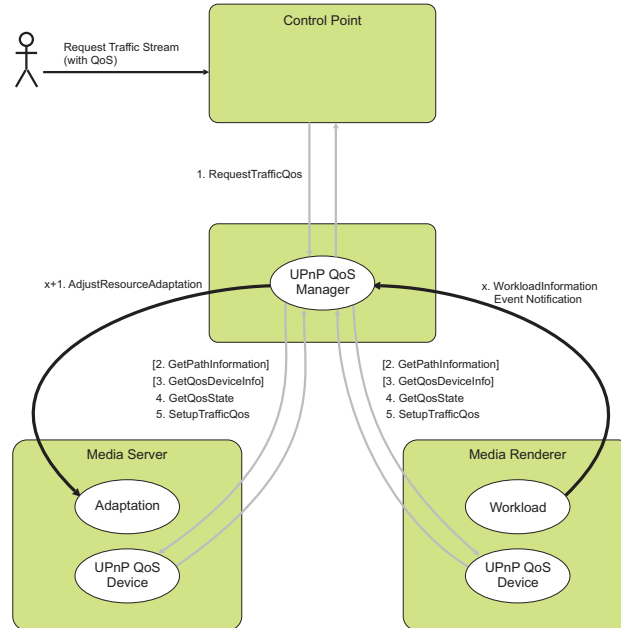 Control Point
Request Traffic Stream
(with QoS)
1. RequestTrafficQos
UPnP QoS
Manager
x+1. AdjustResourceAdaptation
x. WorkloadInformation
Event Notification
[2. GetPathInformation]
[3. GetQosDeviceInfo]
4. GetQosState
5. SetupTrafficQos
[2. GetPathInformation]
[3. GetQosDeviceInfo]
4. GetQosState
5. SetupTrafficQos
Media Server
Adaptation
UPnP QoS
Device
Media Renderer
Workload
UPnP QoS
Device